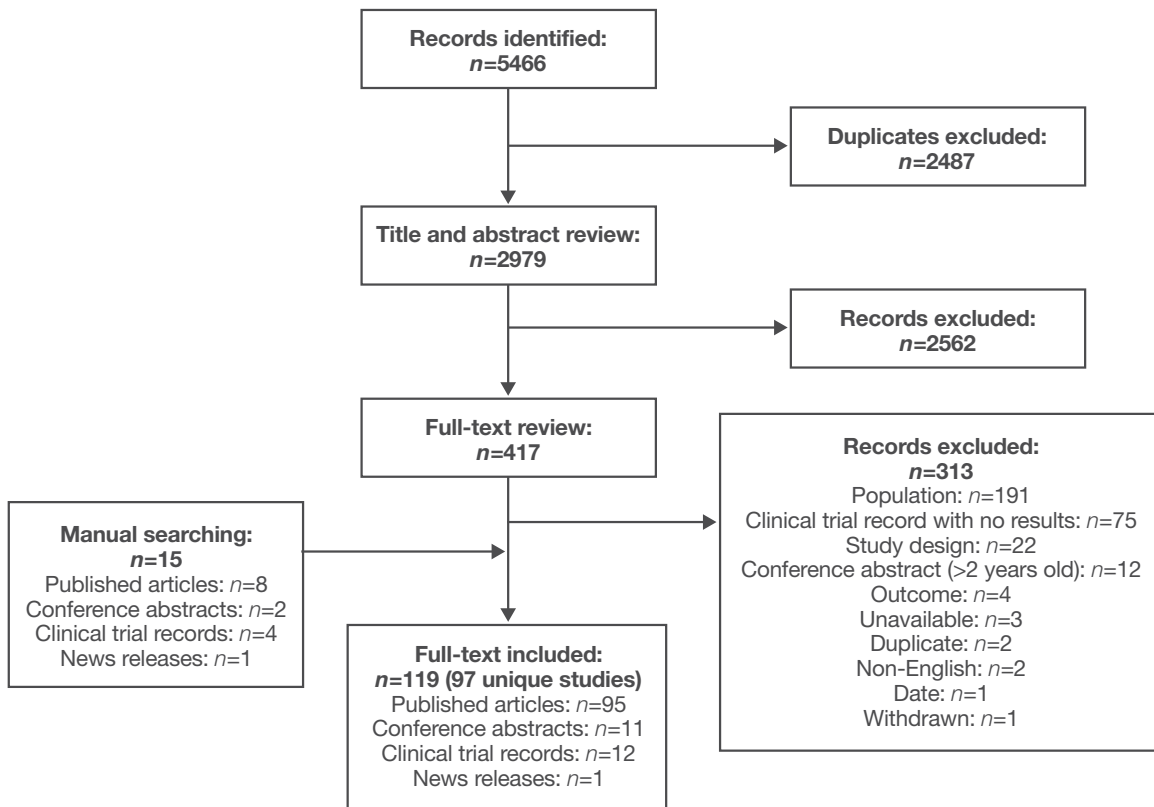 Records identified:
n=5466
Duplicates excluded:
n=2487
Title and abstract review:
n=2979
Records excluded:
n=2562
Full-text review:
n=417
Records excluded:
n=313
Population: n=191
Clinical trial record with no results: n=75
Study design: n=22
Conference abstract (>2 years old): n=12
Outcome: n=4
Unavailable: n=3
Duplicate: n=2
Non-English: n=2
Date: n=1
Withdrawn: n=1
Manual searching:
n=15
Published articles: n=8
Conference abstracts: n=2
Clinical trial records: n=4
News releases: n=1
Full-text included:
n=119 (97 unique studies)
Published articles: n=95
Conference abstracts: n=11
Clinical trial records: n=12
News releases: n=1